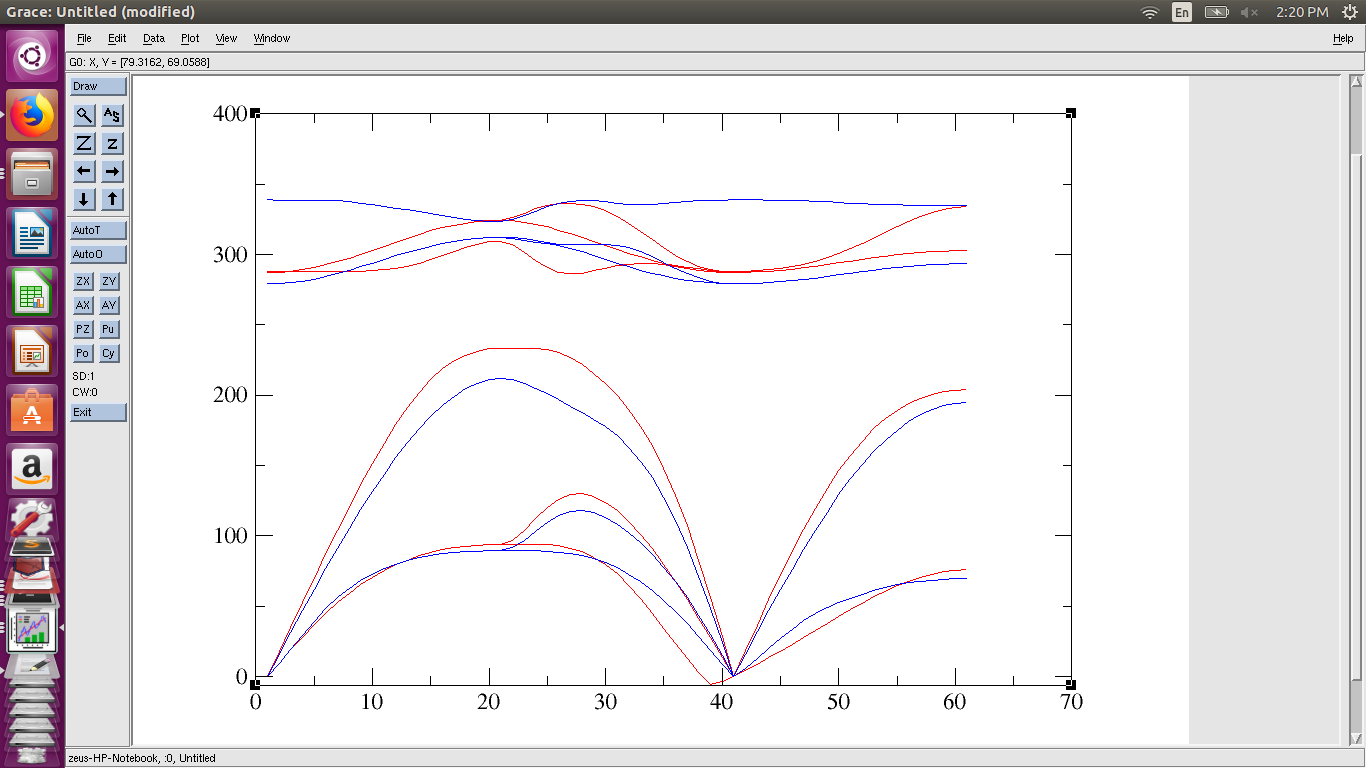 Grace: Untitled (modified)
En
2:20 PM
File Edit Data Plot View Window Help
G0: X, Y = [79.3162, 69.0588]
Draw
AS
Z z
AutoT
AutoO
ZX ZY
AX AY
PZ Pu
Po Cy
SD:1
CW:0
Exit
400
300
200
100
0
0 10 20 30 40 50 60 70
zeus-HP-Notebook, :0, Untitled